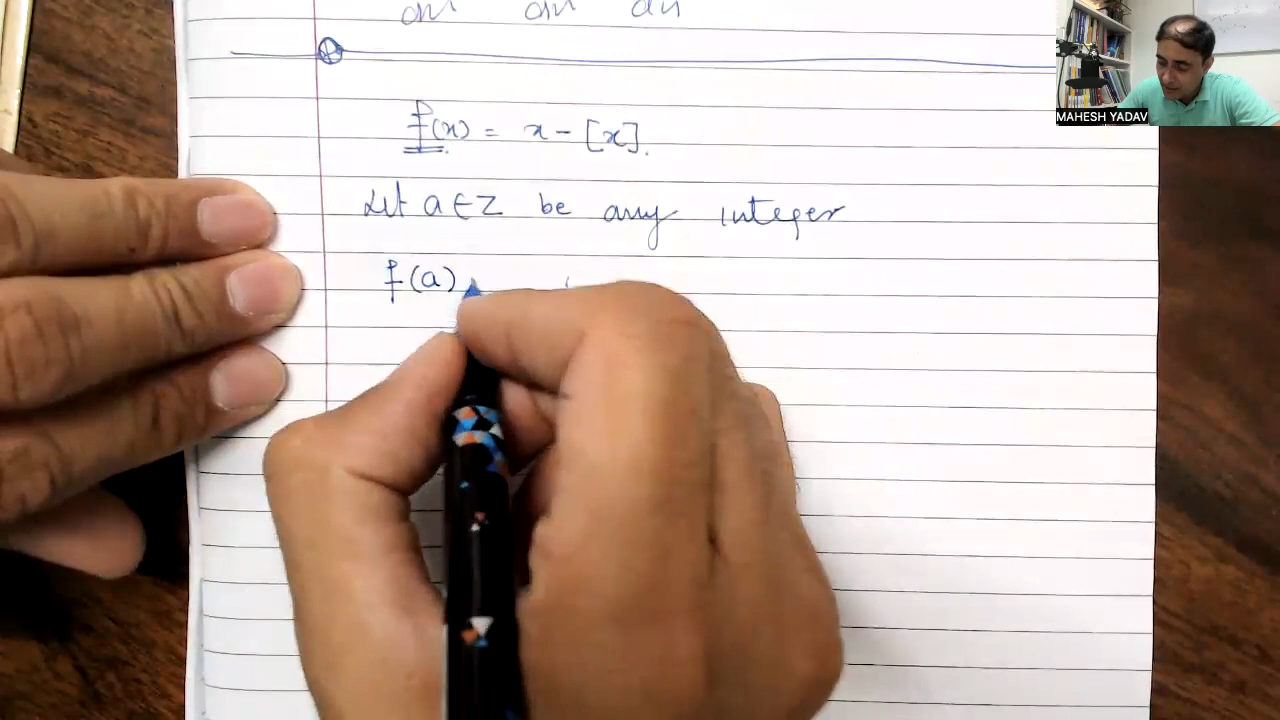 f(x) = x - [x].
Let a ∈ Z be any integer
f(a)
MAHESH YADAV